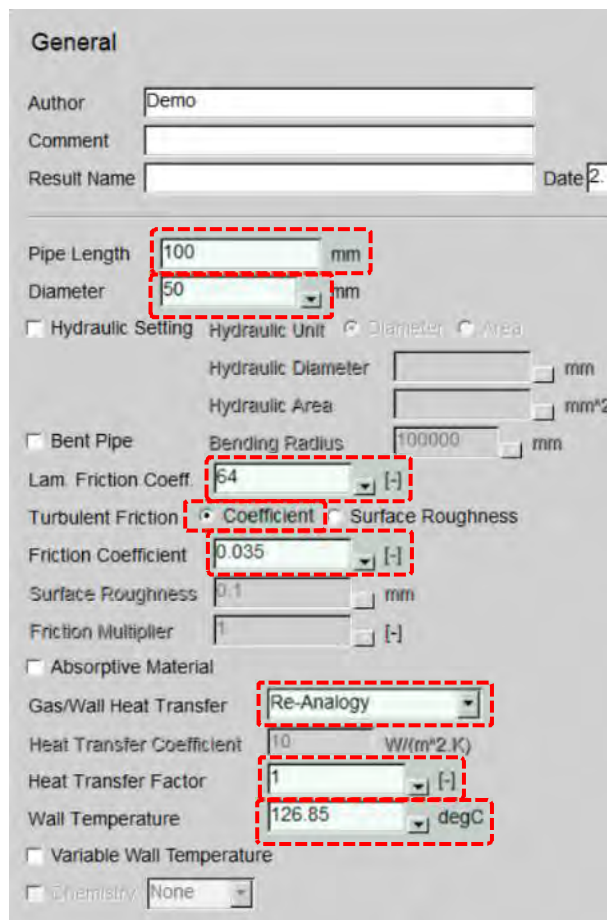 General
Author Demo
Comment
Result Name Date 2.
Pipe Length 100 mm
Diameter 50 mm
Hydraulic Setting Hydraulic Unit Diameter Area
Hydraulic Diameter mm
Hydraulic Area mm^2
Bent Pipe Bending Radius 100000 mm
Lam. Friction Coeff. 64 [-]
Turbulent Friction Coefficient Surface Roughness
Friction Coefficient 0.035 [-]
Surface Roughness 0.1 mm
Friction Multiplier 1 [-]
Absorptive Material
Gas/Wall Heat Transfer Re-Analogy
Heat Transfer Coefficient 10 W/(m^2.K)
Heat Transfer Factor 1 [-]
Wall Temperature 126.85 degC
Variable Wall Temperature
Chemistry None